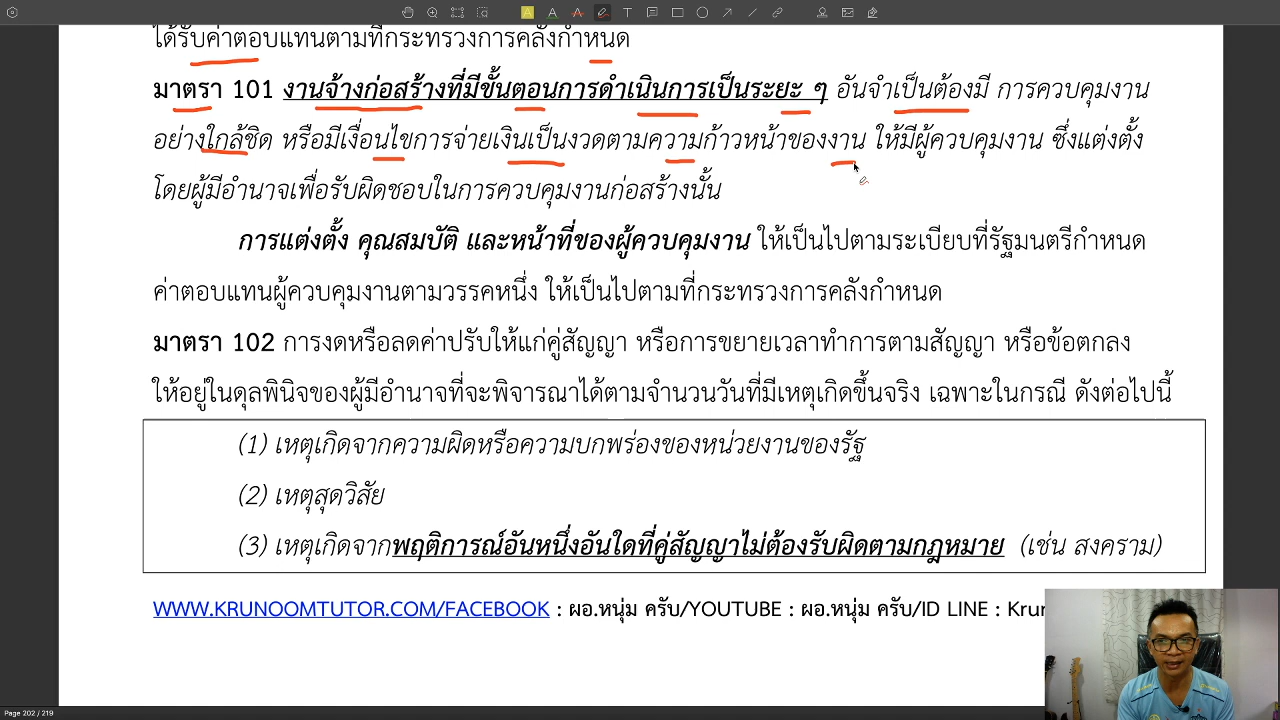 ได้รับค่าตอบแทนตามที่กระทรวงการคลังกำหนด
มาตรา 101 งานจ้างก่อสร้างที่มีขั้นตอนการดำเนินการเป็นระยะ ๆ อันจำเป็นต้องมี การควบคุมงาน
อย่างใกล้ชิด หรือมีเงื่อนไขการจ่ายเงินเป็นงวดตามความก้าวหน้าของงาน ให้มีผู้ควบคุมงาน ซึ่งแต่งตั้ง
โดยผู้มีอำนาจเพื่อรับผิดชอบในการควบคุมงานก่อสร้างนั้น
การแต่งตั้ง คุณสมบัติ และหน้าที่ของผู้ควบคุมงาน ให้เป็นไปตามระเบียบที่รัฐมนตรีกำหนด
ค่าตอบแทนผู้ควบคุมงานตามวรรคหนึ่ง ให้เป็นไปตามที่กระทรวงการคลังกำหนด
มาตรา 102 การงดหรือลดค่าปรับให้แก่คู่สัญญา หรือการขยายเวลาทำการตามสัญญา หรือข้อตกลง
ให้อยู่ในดุลพินิจของผู้มีอำนาจที่จะพิจารณาได้ตามจำนวนวันที่มีเหตุเกิดขึ้นจริง เฉพาะในกรณี ดังต่อไปนี้
(1) เหตุเกิดจากความผิดหรือความบกพร่องของหน่วยงานของรัฐ
(2) เหตุสุดวิสัย
(3) เหตุเกิดจากพฤติการณ์อันหนึ่งอันใดที่คู่สัญญาไม่ต้องรับผิดตามกฎหมาย (เช่น สงคราม)
WWW.KRUNOOMTUTOR.COM/FACEBOOK : ผอ.หนุ่ม ครับ/YOUTUBE : ผอ.หนุ่ม ครับ/ID LINE :
Page 202 / 219